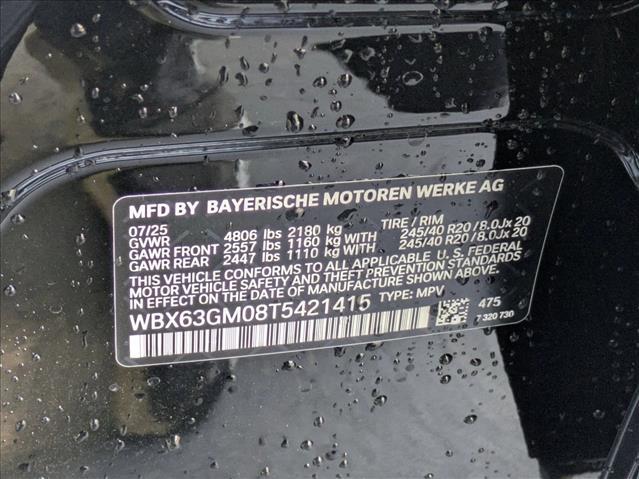 MFD BY BAYERISCHE MOTOREN WERKE AG
07/25 TIRE / RIM
GVWR 4806 lbs 2180 kg
GAWR FRONT 2557 lbs 1160 kg WITH 245/40 R20 / 8.0Jx 20
GAWR REAR 2447 lbs 1110 kg WITH 245/40 R20 / 8.0Jx 20
THIS VEHICLE CONFORMS TO ALL APPLICABLE U. S. FEDERAL
MOTOR VEHICLE SAFETY AND THEFT PREVENTION STANDARDS
IN EFFECT ON THE DATE OF MANUFACTURE SHOWN ABOVE.
WBX63GM08T5421415 TYPE: MPV 475
7 320 730